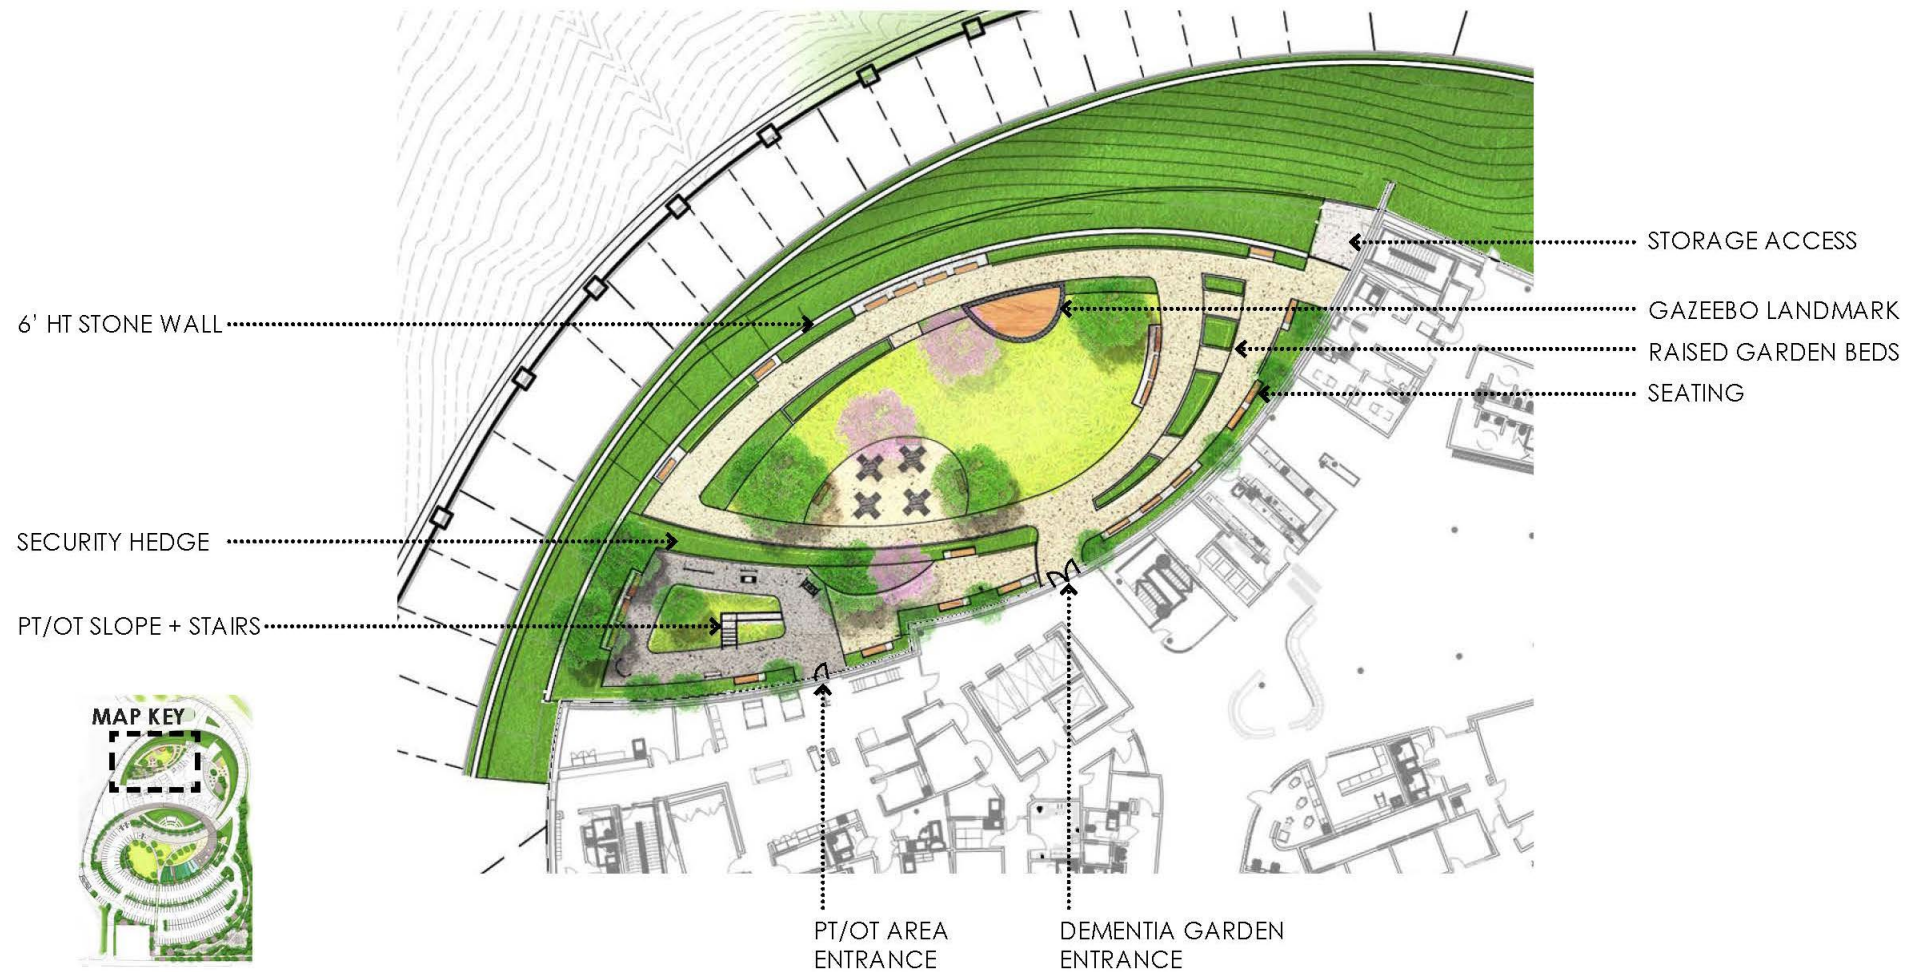 STORAGE ACCESS
6' HT STONE WALL
GAZEEBO LANDMARK
RAISED GARDEN BEDS
SEATING
SECURITY HEDGE
PT/OT SLOPE + STAIRS
MAP KEY
PT/OT AREA
ENTRANCE
DEMENTIA GARDEN
ENTRANCE